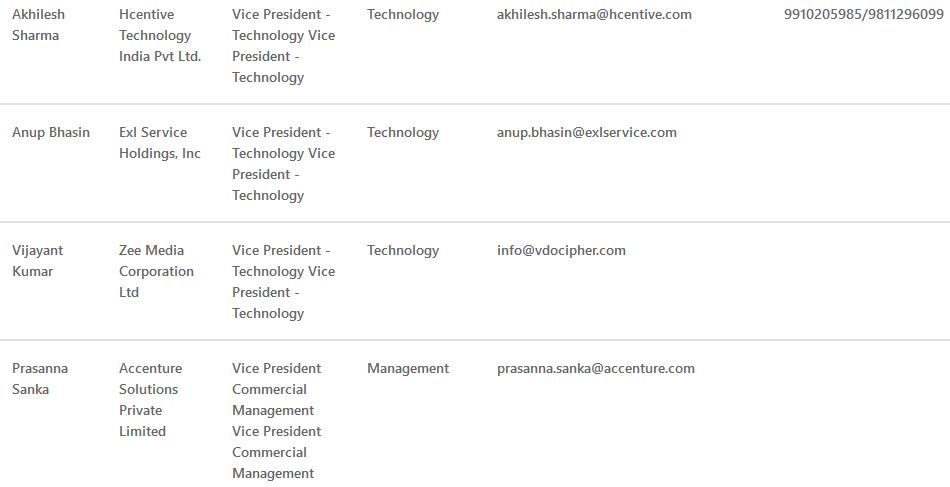 Akhilesh Sharma
Hcentive Technology India Pvt Ltd.
Vice President - Technology Vice President - Technology
Technology
akhilesh.sharma@hcentive.com
9910205985/9811296099
Anup Bhasin
Exl Service Holdings, Inc
Vice President - Technology Vice President - Technology
Technology
anup.bhasin@exlservice.com
Vijayant Kumar
Zee Media Corporation Ltd
Vice President - Technology Vice President - Technology
Technology
info@vdocipher.com
Prasanna Sanka
Accenture Solutions Private Limited
Vice President Commercial Management Vice President Commercial Management
Management
prasanna.sanka@accenture.com